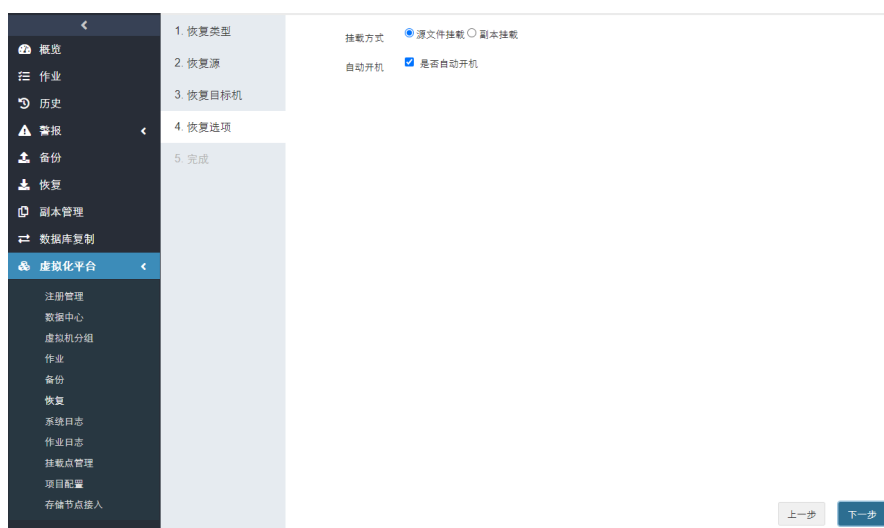 概览
作业
历史
警报
备份
恢复
副本管理
数据库复制
虚拟化平台
注册管理
数据中心
虚拟机分组
作业
备份
恢复
系统日志
作业日志
挂载点管理
项目配置
存储节点接入
1. 恢复类型
2. 恢复源
3. 恢复目标机
4. 恢复选项
5. 完成
挂载方式 源文件挂载 副本挂载
自动开机 是否自动开机
上一步 下一步